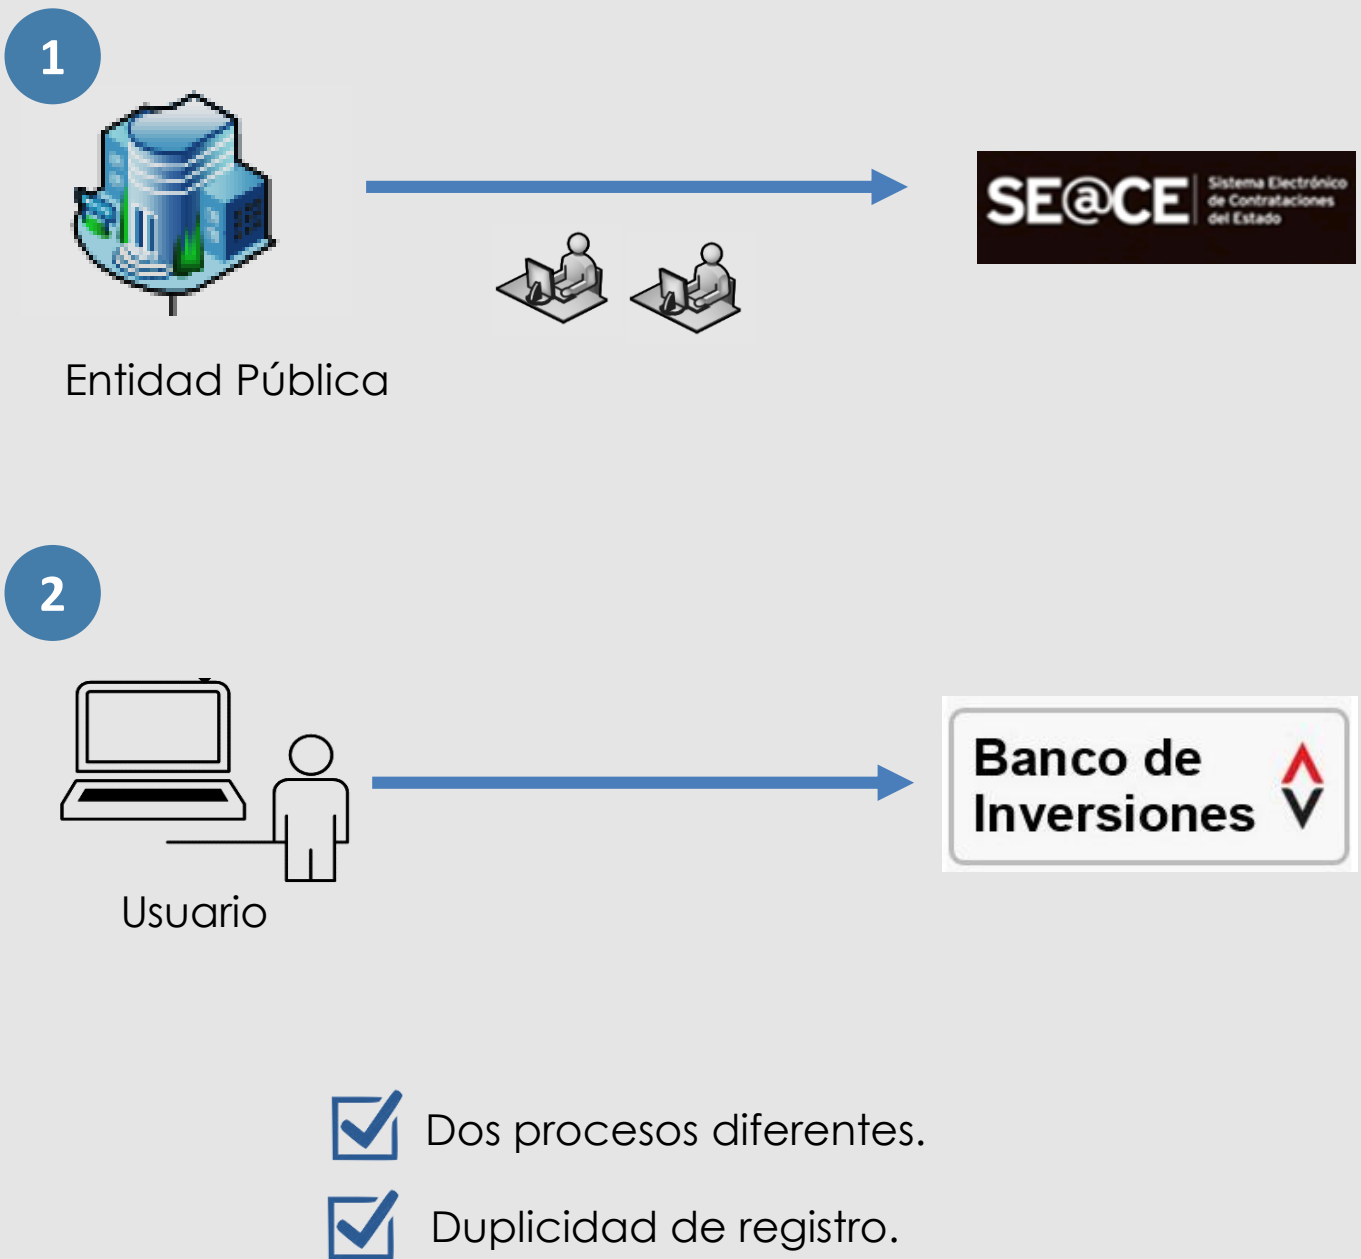 1
SE@CE
Sistema Electrónico
de Contrataciones
del Estado
Entidad Pública
2
Banco de
Inversiones
Usuario
Dos procesos diferentes.
Duplicidad de registro.